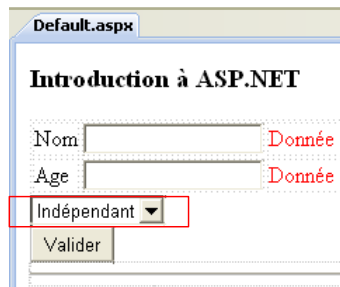 Default.aspx
Introduction à ASP.NET
Nom Donnée
Age Donnée
Indépendant
Valider